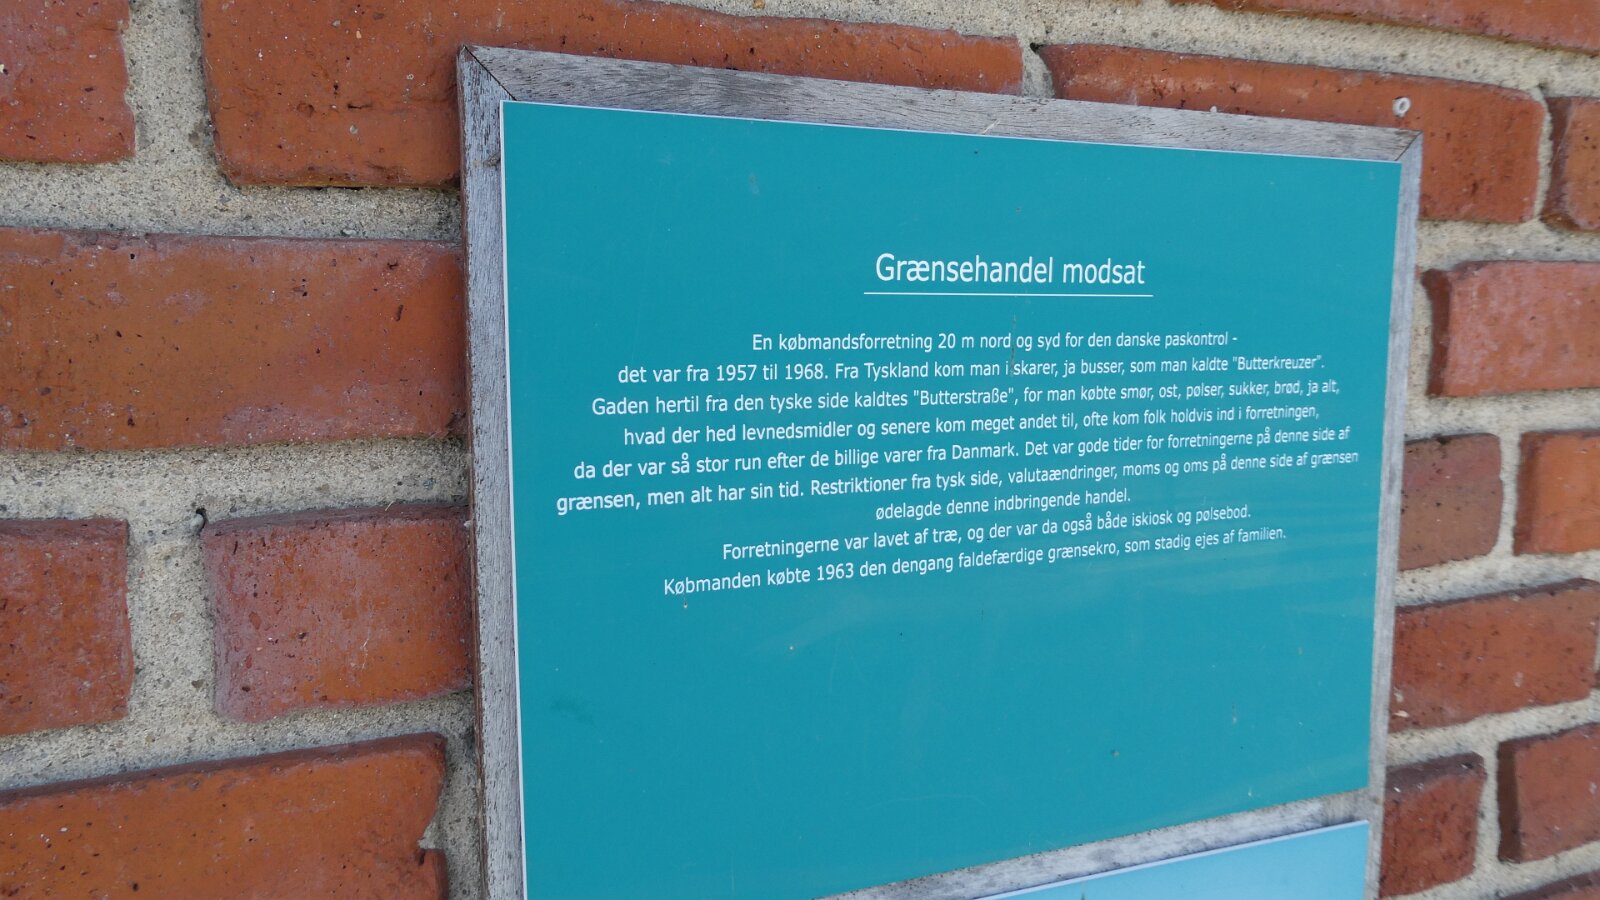 Grænsehandel modsat
En købmandsforretning 20 m nord og syd for den danske paskontrol -
det var fra 1957 til 1968. Fra Tyskland kom man i skarer, ja busser, som man kaldte "Butterkreuzer".
Gaden hertil fra den tyske side kaldtes "Butterstraße", for man købte smør, ost, pølser, sukker, brød, ja alt,
hvad der hed levnedsmidler og senere kom meget andet til, ofte kom folk holdvis ind i forretningen,
da der var så stor run efter de billige varer fra Danmark. Det var gode tider for forretningerne på denne side af
grænsen, men alt har sin tid. Restriktioner fra tysk side, valutaændringer, moms og oms på denne side af grænsen
ødelagde denne indbringende handel.
Forretningerne var lavet af træ, og der var da også både iskiosk og pølsebod.
Købmanden købte 1963 den dengang faldefærdige grænsekro, som stadig ejes af familien.